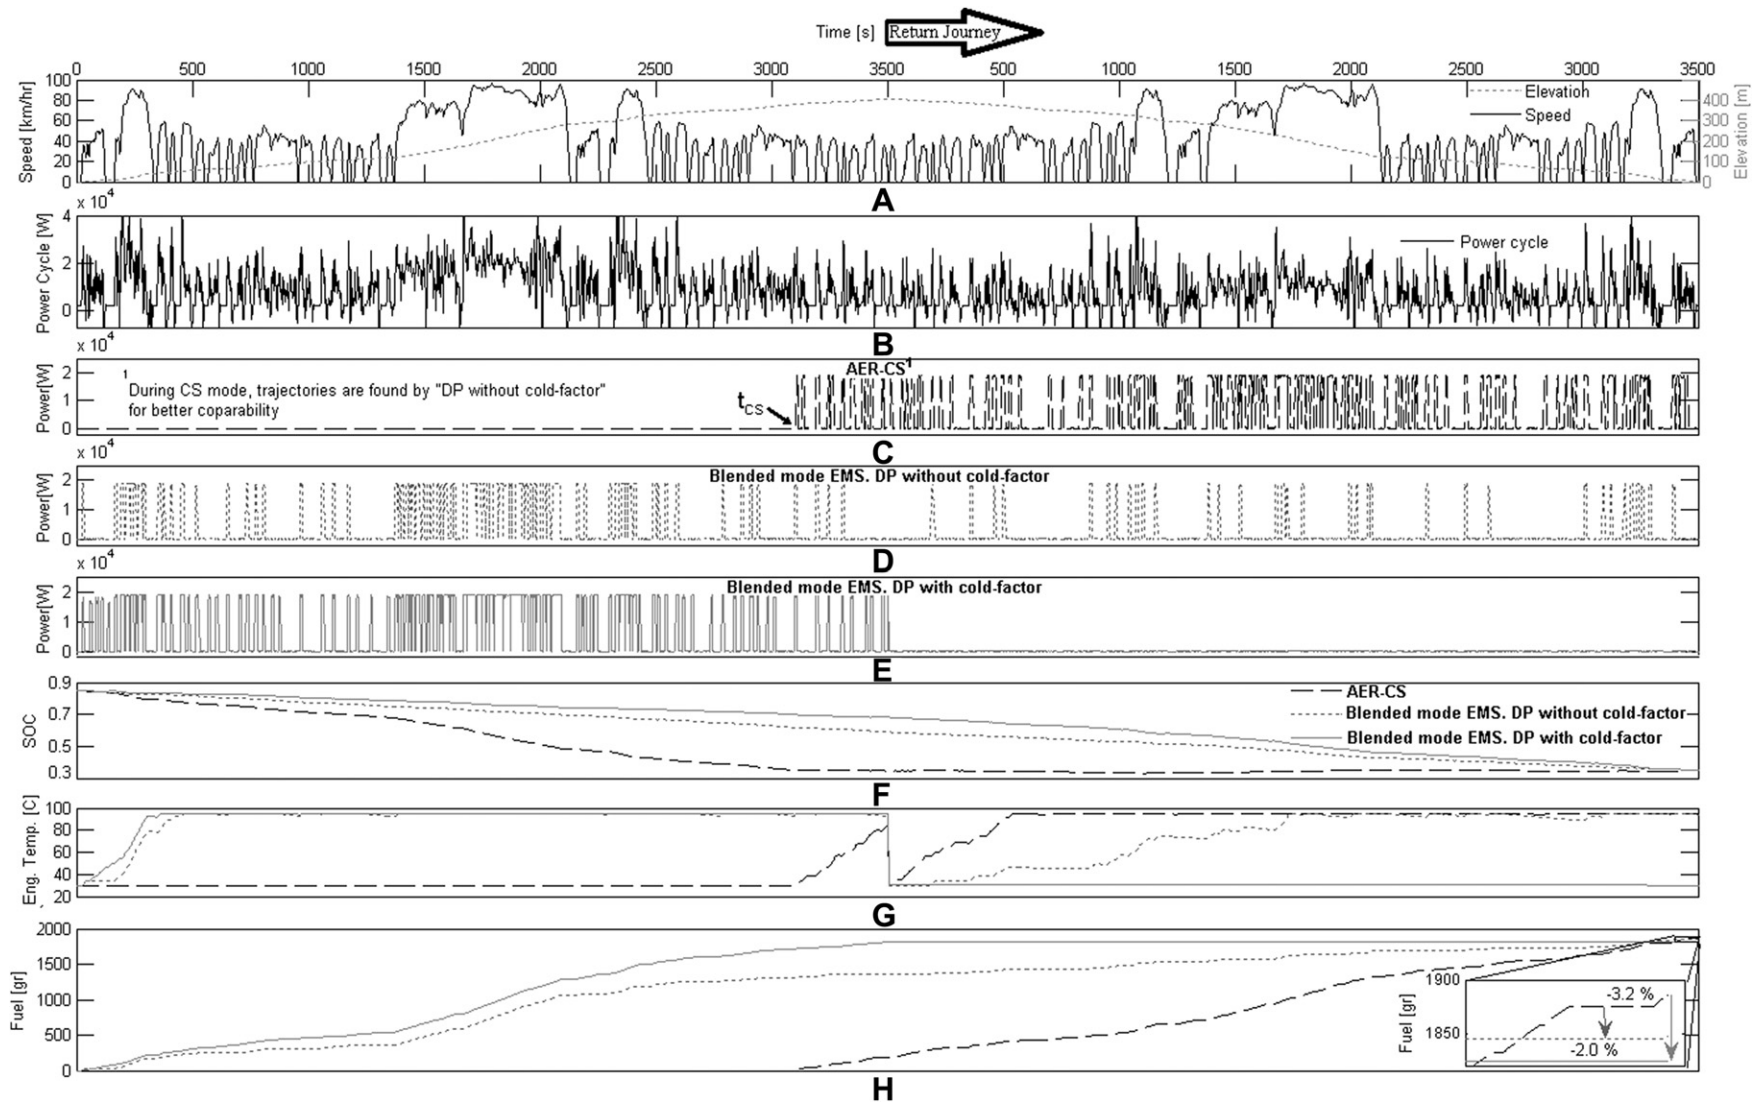 Time [s] Return Journey
0 500 1000 1500 2000 2500 3000 3500 500 1000 1500 2000 2500 3000 3500
Speed [km/hr]
100
80
60
40
20
0
Elevation
Speed
400
300
200
100
0
Elevation [m]
A
x 10^4
Power Cycle [W]
4
2
0
Power cycle
B
x 10^4
Power[W]
2
1
0
1
During CS mode, trajectories are found by "DP without cold-factor"
for better coparability
AER-CS1
tCS
C
x 10^4
Power[W]
2
1
0
Blended mode EMS. DP without cold-factor
D
x 10^4
Power[W]
2
1
0
Blended mode EMS. DP with cold-factor
E
SOC
0.9
0.7
0.5
0.3
AER-CS
Blended mode EMS. DP without cold-factor
Blended mode EMS. DP with cold-factor
F
Eng. Temp. [C]
100
80
60
40
20
G
Fuel [gr]
2000
1500
1000
500
0
Fuel [gr]
1900
1850
-3.2 %
-2.0 %
H